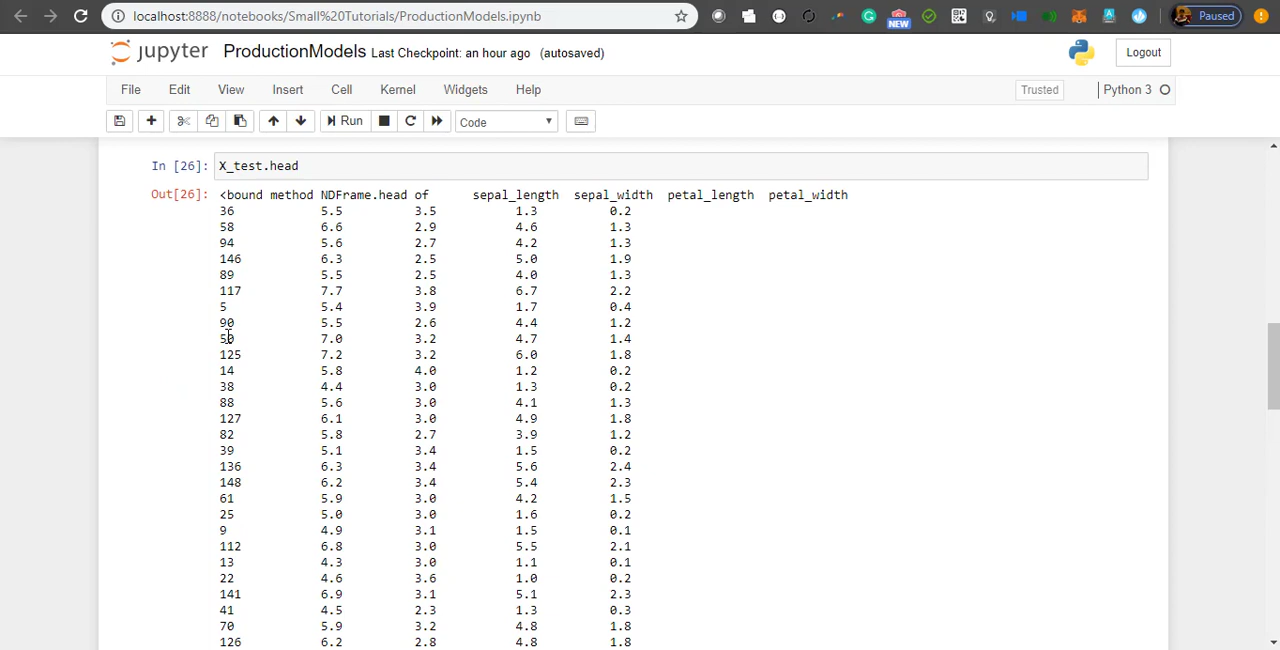 localhost:8888/notebooks/Small%20Tutorials/ProductionModels.ipynb
NEW
Paused
jupyter ProductionModels Last Checkpoint: an hour ago (autosaved)
Logout
File Edit View Insert Cell Kernel Widgets Help
Trusted Python 3
Run Code
In [26]: X_test.head
Out[26]: <bound method NDFrame.head of sepal_length sepal_width petal_length petal_width
36 5.5 3.5 1.3 0.2
58 6.6 2.9 4.6 1.3
94 5.6 2.7 4.2 1.3
146 6.3 2.5 5.0 1.9
89 5.5 2.5 4.0 1.3
117 7.7 3.8 6.7 2.2
5 5.4 3.9 1.7 0.4
90 5.5 2.6 4.4 1.2
50 7.0 3.2 4.7 1.4
125 7.2 3.2 6.0 1.8
14 5.8 4.0 1.2 0.2
38 4.4 3.0 1.3 0.2
88 5.6 3.0 4.1 1.3
127 6.1 3.0 4.9 1.8
82 5.8 2.7 3.9 1.2
39 5.1 3.4 1.5 0.2
136 6.3 3.4 5.6 2.4
148 6.2 3.4 5.4 2.3
61 5.9 3.0 4.2 1.5
25 5.0 3.0 1.6 0.2
9 4.9 3.1 1.5 0.1
112 6.8 3.0 5.5 2.1
13 4.3 3.0 1.1 0.1
22 4.6 3.6 1.0 0.2
141 6.9 3.1 5.1 2.3
41 4.5 2.3 1.3 0.3
70 5.9 3.2 4.8 1.8
126 6.2 2.8 4.8 1.8